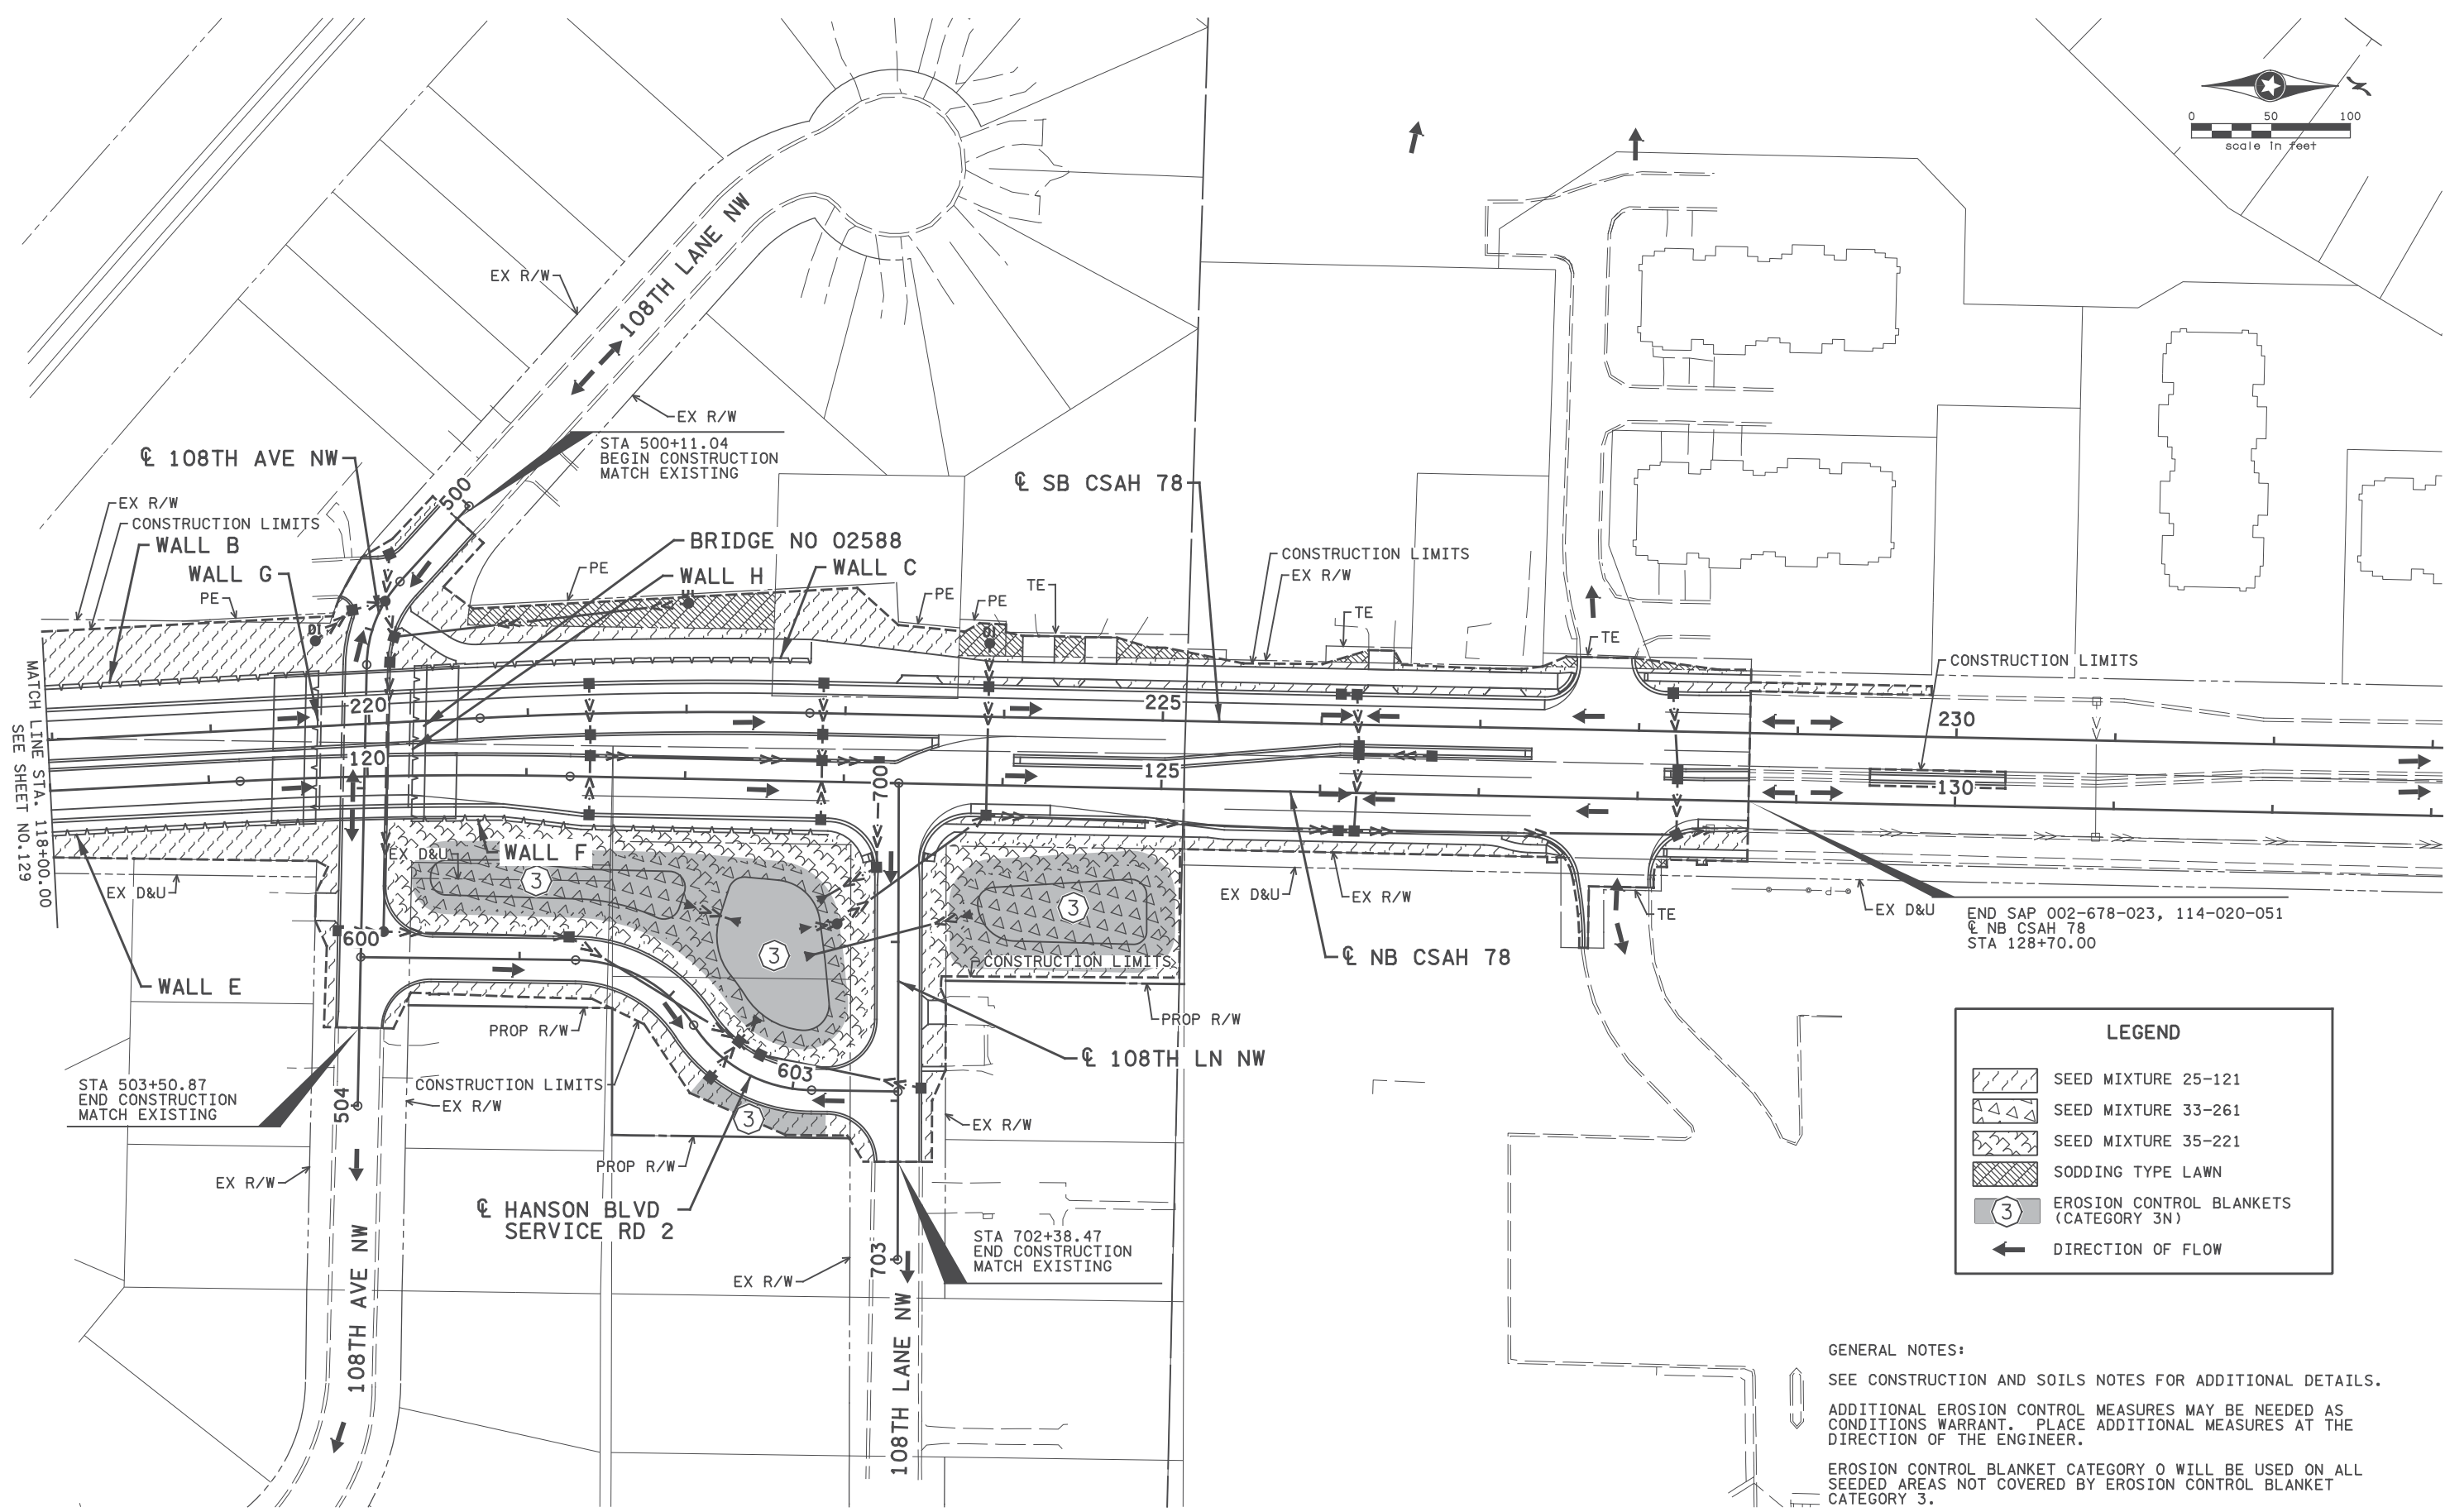 N
0 50 100
scale in feet
108TH LANE NW
EX R/W
EX R/W
STA 500+11.04
BEGIN CONSTRUCTION
MATCH EXISTING
℄ 108TH AVE NW
500
EX R/W
CONSTRUCTION LIMITS
WALL B
WALL G
PE
BRIDGE NO 02588
PE
WALL H
WALL C
PE
PE
TE
℄ SB CSAH 78
CONSTRUCTION LIMITS
EX R/W
TE
TE
CONSTRUCTION LIMITS
DI
DI
MATCH LINE STA. 118+00.00
SEE SHEET NO.129
220
225
230
120
125
130
700
EX D&U
WALL F
3
3
3
EX D&U
WALL E
600
CONSTRUCTION LIMITS
PROP R/W
PROP R/W
EX D&U
EX R/W
℄ NB CSAH 78
TE
d
EX D&U
END SAP 002-678-023, 114-020-051
℄ NB CSAH 78
STA 128+70.00
℄ 108TH LN NW
STA 503+50.87
END CONSTRUCTION
MATCH EXISTING
504
CONSTRUCTION LIMITS
EX R/W
603
3
EX R/W
EX R/W
PROP R/W
℄ HANSON BLVD
SERVICE RD 2
STA 702+38.47
END CONSTRUCTION
MATCH EXISTING
703
EX R/W
108TH AVE NW
108TH LANE NW
LEGEND
SEED MIXTURE 25-121
SEED MIXTURE 33-261
SEED MIXTURE 35-221
SODDING TYPE LAWN
3
EROSION CONTROL BLANKETS
(CATEGORY 3N)
DIRECTION OF FLOW
GENERAL NOTES:
SEE CONSTRUCTION AND SOILS NOTES FOR ADDITIONAL DETAILS.
ADDITIONAL EROSION CONTROL MEASURES MAY BE NEEDED AS
CONDITIONS WARRANT. PLACE ADDITIONAL MEASURES AT THE
DIRECTION OF THE ENGINEER.
EROSION CONTROL BLANKET CATEGORY 0 WILL BE USED ON ALL
SEEDED AREAS NOT COVERED BY EROSION CONTROL BLANKET
CATEGORY 3.